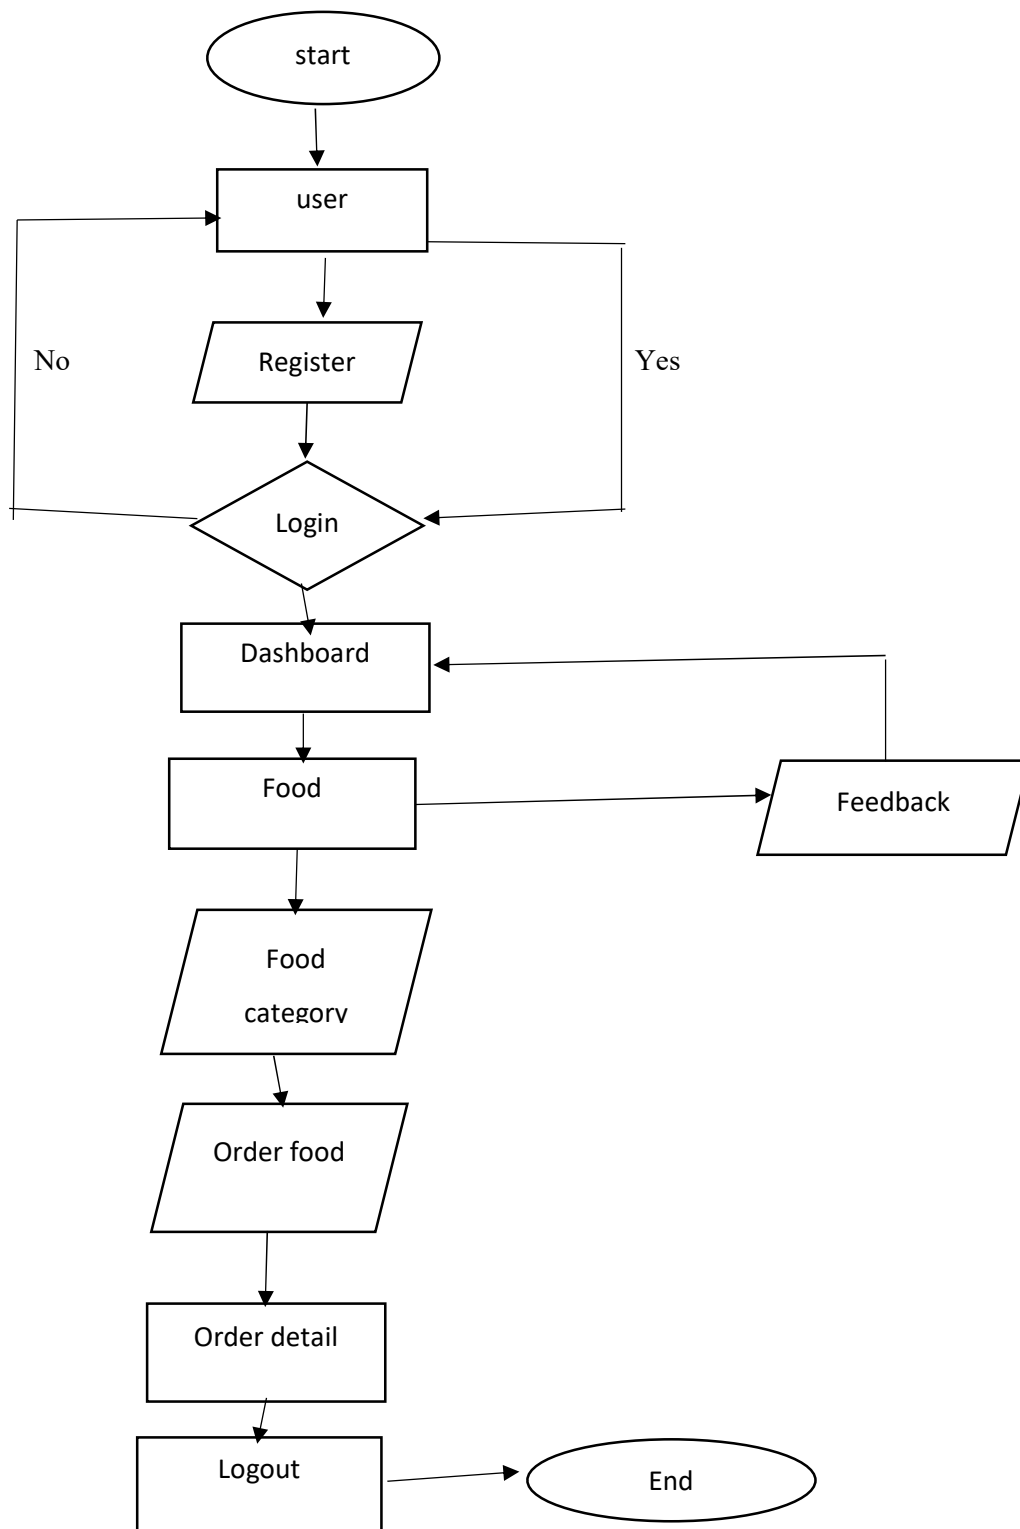 start
user
No
Register
Yes
Login
Dashboard
Food
Feedback
Food
category
Order food
Order detail
Logout
End